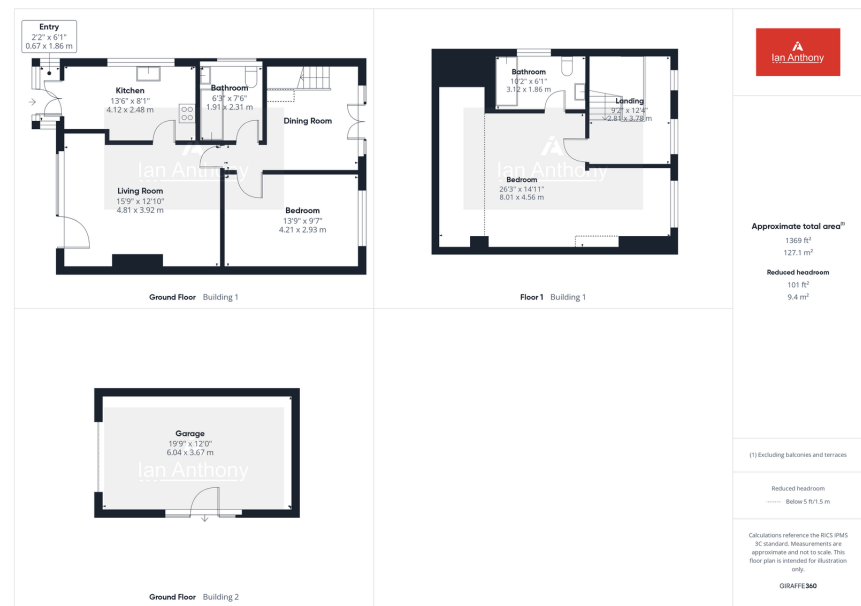 Entry
2'2" x 6'1"
0.67 x 1.86 m
Kitchen
13'6" x 8'1"
4.12 x 2.48 m
Bathroom
6'3" x 7'6"
1.91 x 2.31 m
Dining Room
Ian Anthony
Living Room
15'9" x 12'10"
4.81 x 3.92 m
Bedroom
13'9" x 9'7"
4.21 x 2.93 m
Ground Floor Building 1
Bathroom
10'2" x 6'1"
3.12 x 1.86 m
Landing
9'2" x 12'4"
2.81 x 3.78 m
Ian Anthony
Bedroom
26'3" x 14'11"
8.01 x 4.56 m
Floor 1 Building 1
Garage
19'9" x 12'0"
6.04 x 3.67 m
Ian Anthony
Ground Floor Building 2
Ian Anthony
Approximate total area(1)
1369 ft²
127.1 m²
Reduced headroom
101 ft²
9.4 m²
(1) Excluding balconies and terraces
Reduced headroom
Below 5 ft/1.5 m
Calculations reference the RICS IPMS
3C standard. Measurements are
approximate and not to scale. This
floor plan is intended for illustration
only.
GIRAFFE360